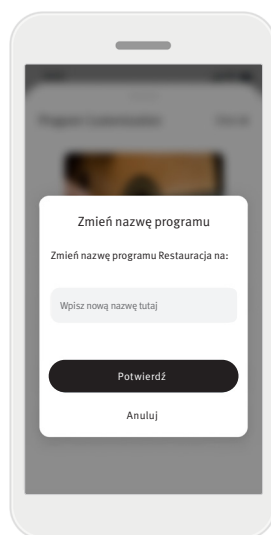 Zmień nazwę programu
Zmień nazwę programu Restauracja na:
Wpisz nową nazwę tutaj
Potwierdź
Anuluj